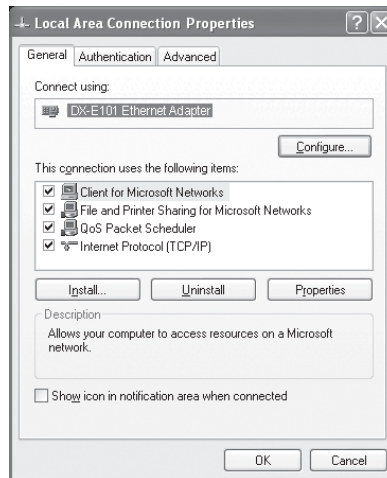 Local Area Connection Properties
General Authentication Advanced
Connect using:
DX-E101 Ethernet Adapter
Configure...
This connection uses the following items:
Client for Microsoft Networks
File and Printer Sharing for Microsoft Networks
QoS Packet Scheduler
Internet Protocol (TCP/IP)
Install... Uninstall Properties
Description
Allows your computer to access resources on a Microsoft
network.
Show icon in notification area when connected
OK Cancel